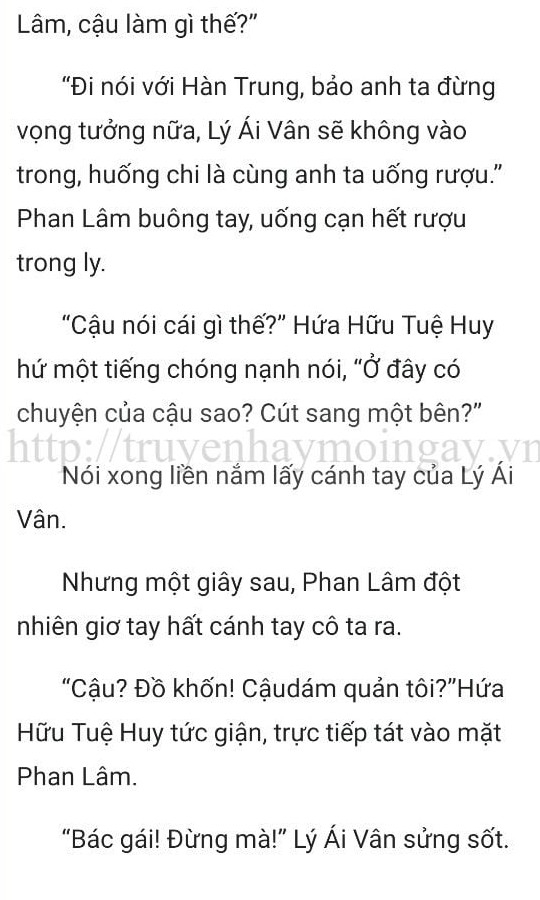 Lâm, cậu làm gì thế?”
“Đi nói với Hàn Trung, bảo anh ta đừng
vọng tưởng nữa, Lý Ái Vân sẽ không vào
trong, huống chi là cùng anh ta uống rượu.”
Phan Lâm buông tay, uống cạn hết rượu
trong ly.
“Cậu nói cái gì thế?” Hứa Hữu Tuệ Huy
hứ một tiếng chóng nạnh nói, “Ở đây có
chuyện của cậu sao? Cút sang một bên?”
http://truyenhaymoingay.vn
Nói xong liền nắm lấy cánh tay của Lý Ái
Vân.
Nhưng một giây sau, Phan Lâm đột
nhiên giơ tay hất cánh tay cô ta ra.
“Cậu? Đồ khốn! Cậudám quản tôi?”Hứa
Hữu Tuệ Huy tức giận, trực tiếp tát vào mặt
Phan Lâm.
“Bác gái! Đừng mà!” Lý Ái Vân sửng sốt.